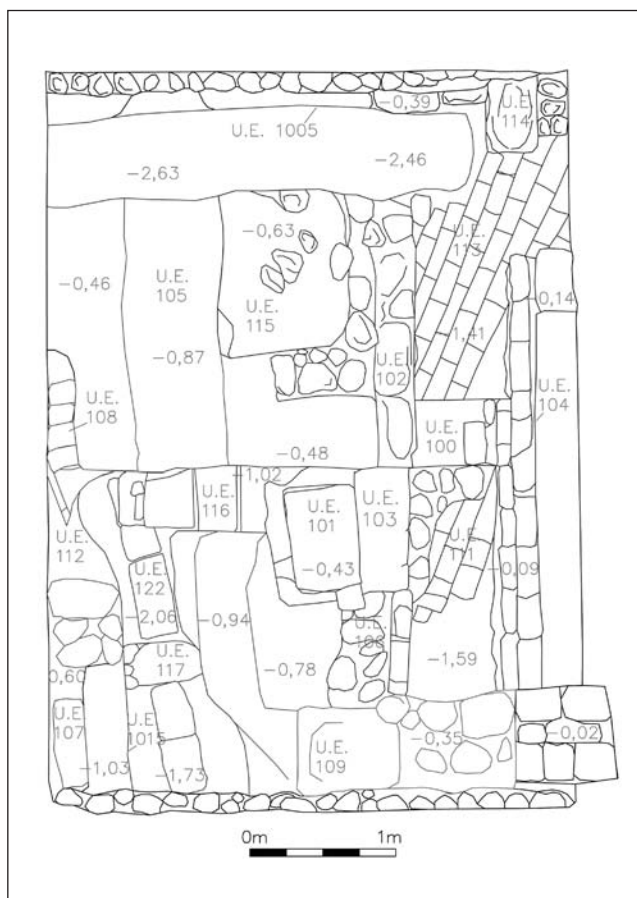 -0,39
U.E.
114
U.E. 1005
-2,63
-2,46
-0,63
U.E.
113
-0,46
U.E.
105
U.E.
115
-0,14
-1,41
-0,87
U.E.
102
U.E.
104
U.E.
108
U.E.
100
-0,48
-1,02
U.E.
116
U.E.
101
U.E.
103
U.E.
111
U.E.
112
-0,43
-0,09
U.E.
122
-2,06
-0,94
U.E.
U.E.
117
-0,78
-1,59
0,60
U.E.
107
U.E.
1015
-0,35
-0,02
U.E.
109
-1,03
-1,73
0m 1m